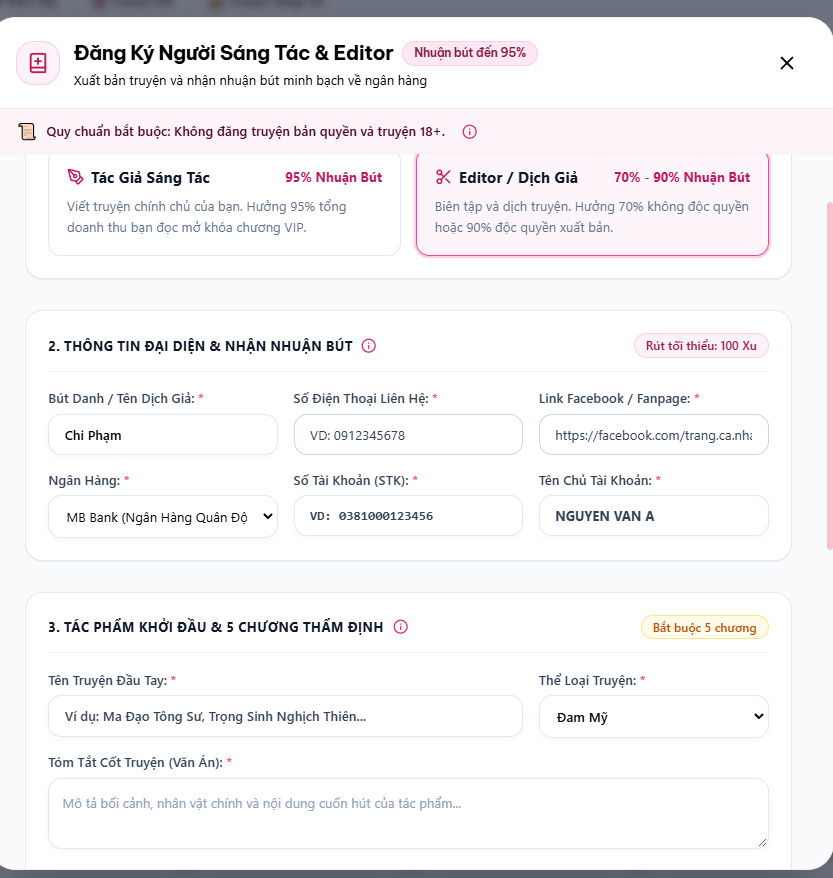 Đăng Ký Người Sáng Tác & Editor
Nhuận bút đến 95%
Xuất bản truyện và nhận nhuận bút minh bạch về ngân hàng
Quy chuẩn bắt buộc: Không đăng truyện bản quyền và truyện 18+.
Tác Giả Sáng Tác
95% Nhuận Bút
Viết truyện chính chủ của bạn. Hưởng 95% tổng
doanh thu bạn đọc mở khóa chương VIP.
Editor / Dịch Giả
70% - 90% Nhuận Bút
Biên tập và dịch truyện. Hưởng 70% không độc quyền
hoặc 90% độc quyền xuất bản.
2. THÔNG TIN ĐẠI DIỆN & NHẬN NHUẬN BÚT
Rút tối thiểu: 100 Xu
Bút Danh / Tên Dịch Giả: *
Số Điện Thoại Liên Hệ: *
Link Facebook / Fanpage: *
Chi Phạm
VD: 0912345678
https://facebook.com/trang.ca.nha
Ngân Hàng: *
Số Tài Khoản (STK): *
Tên Chủ Tài Khoản: *
MB Bank (Ngân Hàng Quân Độ
VD: 0381000123456
NGUYEN VAN A
3. TÁC PHẨM KHỞI ĐẦU & 5 CHƯƠNG THẨM ĐỊNH
Bắt buộc 5 chương
Tên Truyện Đầu Tay: *
Thể Loại Truyện: *
Ví dụ: Ma Đạo Tông Sư, Trọng Sinh Nghịch Thiên...
Đam Mỹ
Tóm Tắt Cốt Truyện (Văn Án): *
Mô tả bối cảnh, nhân vật chính và nội dung cuốn hút của tác phẩm...